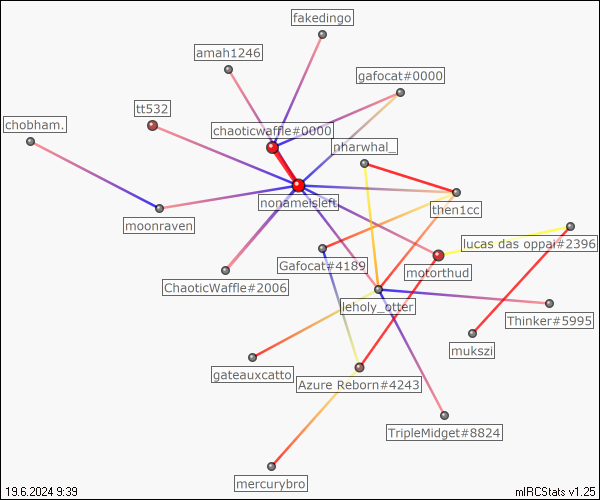 fakedingo
amah1246
gafocat#0000
tt532
chobham.
chaoticwaffle#0000
nharwhal_
nonameisleft
then1cc
moonraven
lucas das oppai#2396
Gafocat#4189
motorthud
ChaoticWaffle#2006
leholy_otter
Thinker#5995
mukszi
gateauxcatto
Azure Reborn#4243
TripleMidget#8824
mercurybro
19.6.2024 9:39
mIRCStats v1.25